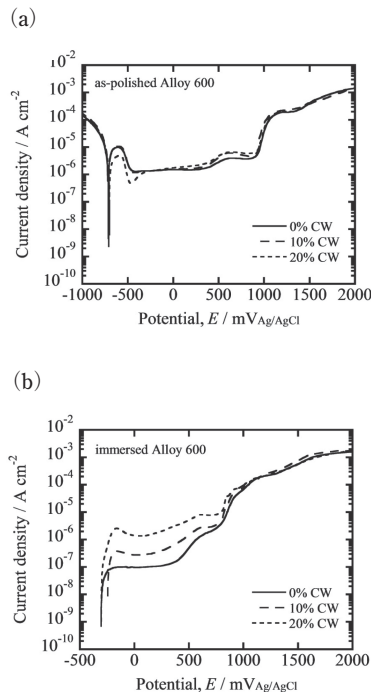 (a)
as-polished Alloy 600
Current density / A cm-2
10-2
10-3
10-4
10-5
10-6
10-7
10-8
10-9
10-10
0% CW
10% CW
20% CW
-1000 -500 0 500 1000 1500 2000
Potential, E / mVAg/AgCl
(b)
immersed Alloy 600
Current density / A cm-2
10-2
10-3
10-4
10-5
10-6
10-7
10-8
10-9
10-10
0% CW
10% CW
20% CW
-500 0 500 1000 1500 2000
Potential, E / mVAg/AgCl